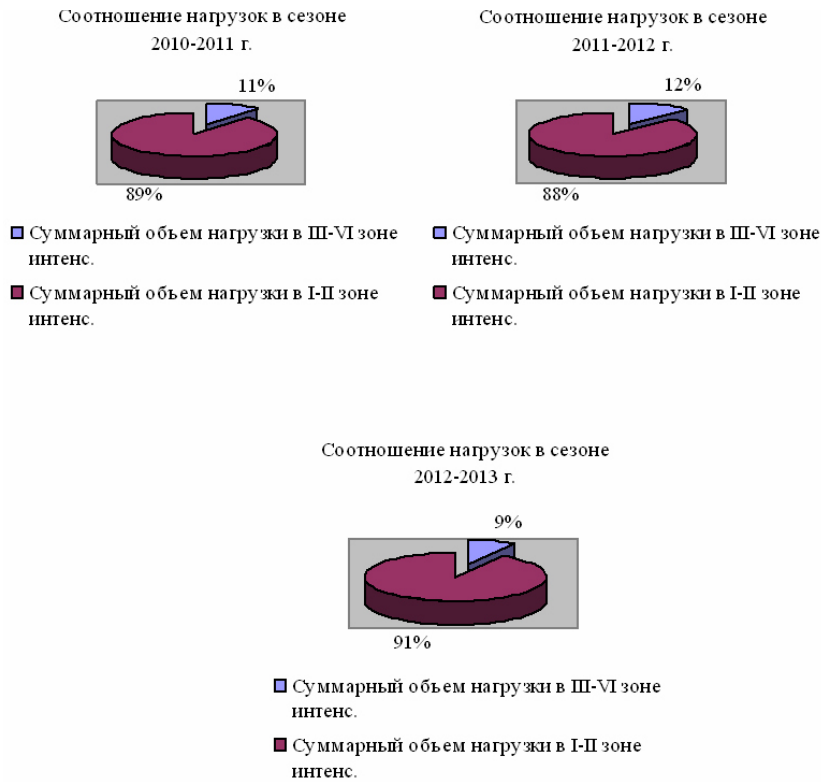 Соотношение нагрузок в сезоне
2010-2011 г.
11%
89%
Суммарный объем нагрузки в III-VI зоне
интенс.
Суммарный объем нагрузки в I-II зоне
интенс.
Соотношение нагрузок в сезоне
2011-2012 г.
12%
88%
Суммарный объем нагрузки в III-VI зоне
интенс.
Суммарный объем нагрузки в I-II зоне
интенс.
Соотношение нагрузок в сезоне
2012-2013 г.
9%
91%
Суммарный объем нагрузки в III-VI зоне
интенс.
Суммарный объем нагрузки в I-II зоне
интенс.